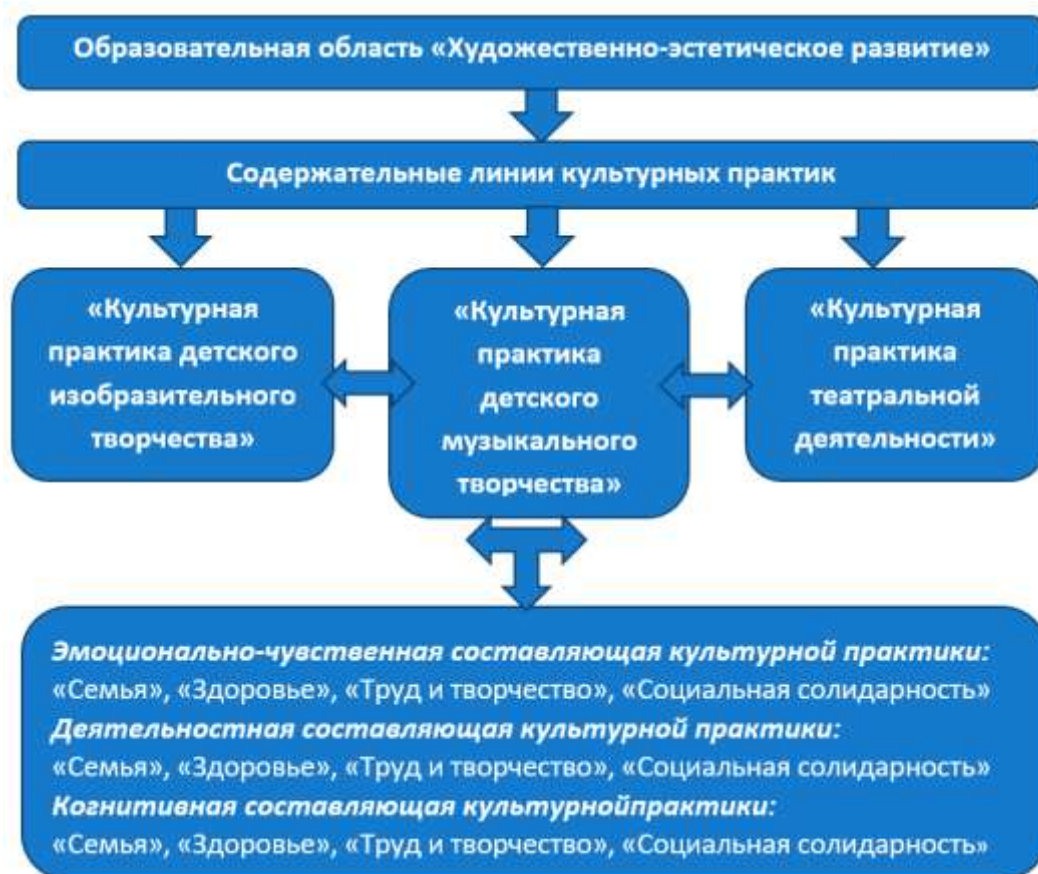 Образовательная область «Художественно-эстетическое развитие»
Содержательные линии культурных практик
«Культурная
практика детского
изобразительного
творчества»
«Культурная
практика
детского
музыкального
творчества»
«Культурная
практика
театральной
деятельности»
Эмоционально-чувственная составляющая культурной практики:
«Семья», «Здоровье», «Труд и творчество», «Социальная солидарность»
Деятельностная составляющая культурной практики:
«Семья», «Здоровье», «Труд и творчество», «Социальная солидарность»
Когнитивная составляющая культурнойпрактики:
«Семья», «Здоровье», «Труд и творчество», «Социальная солидарность»